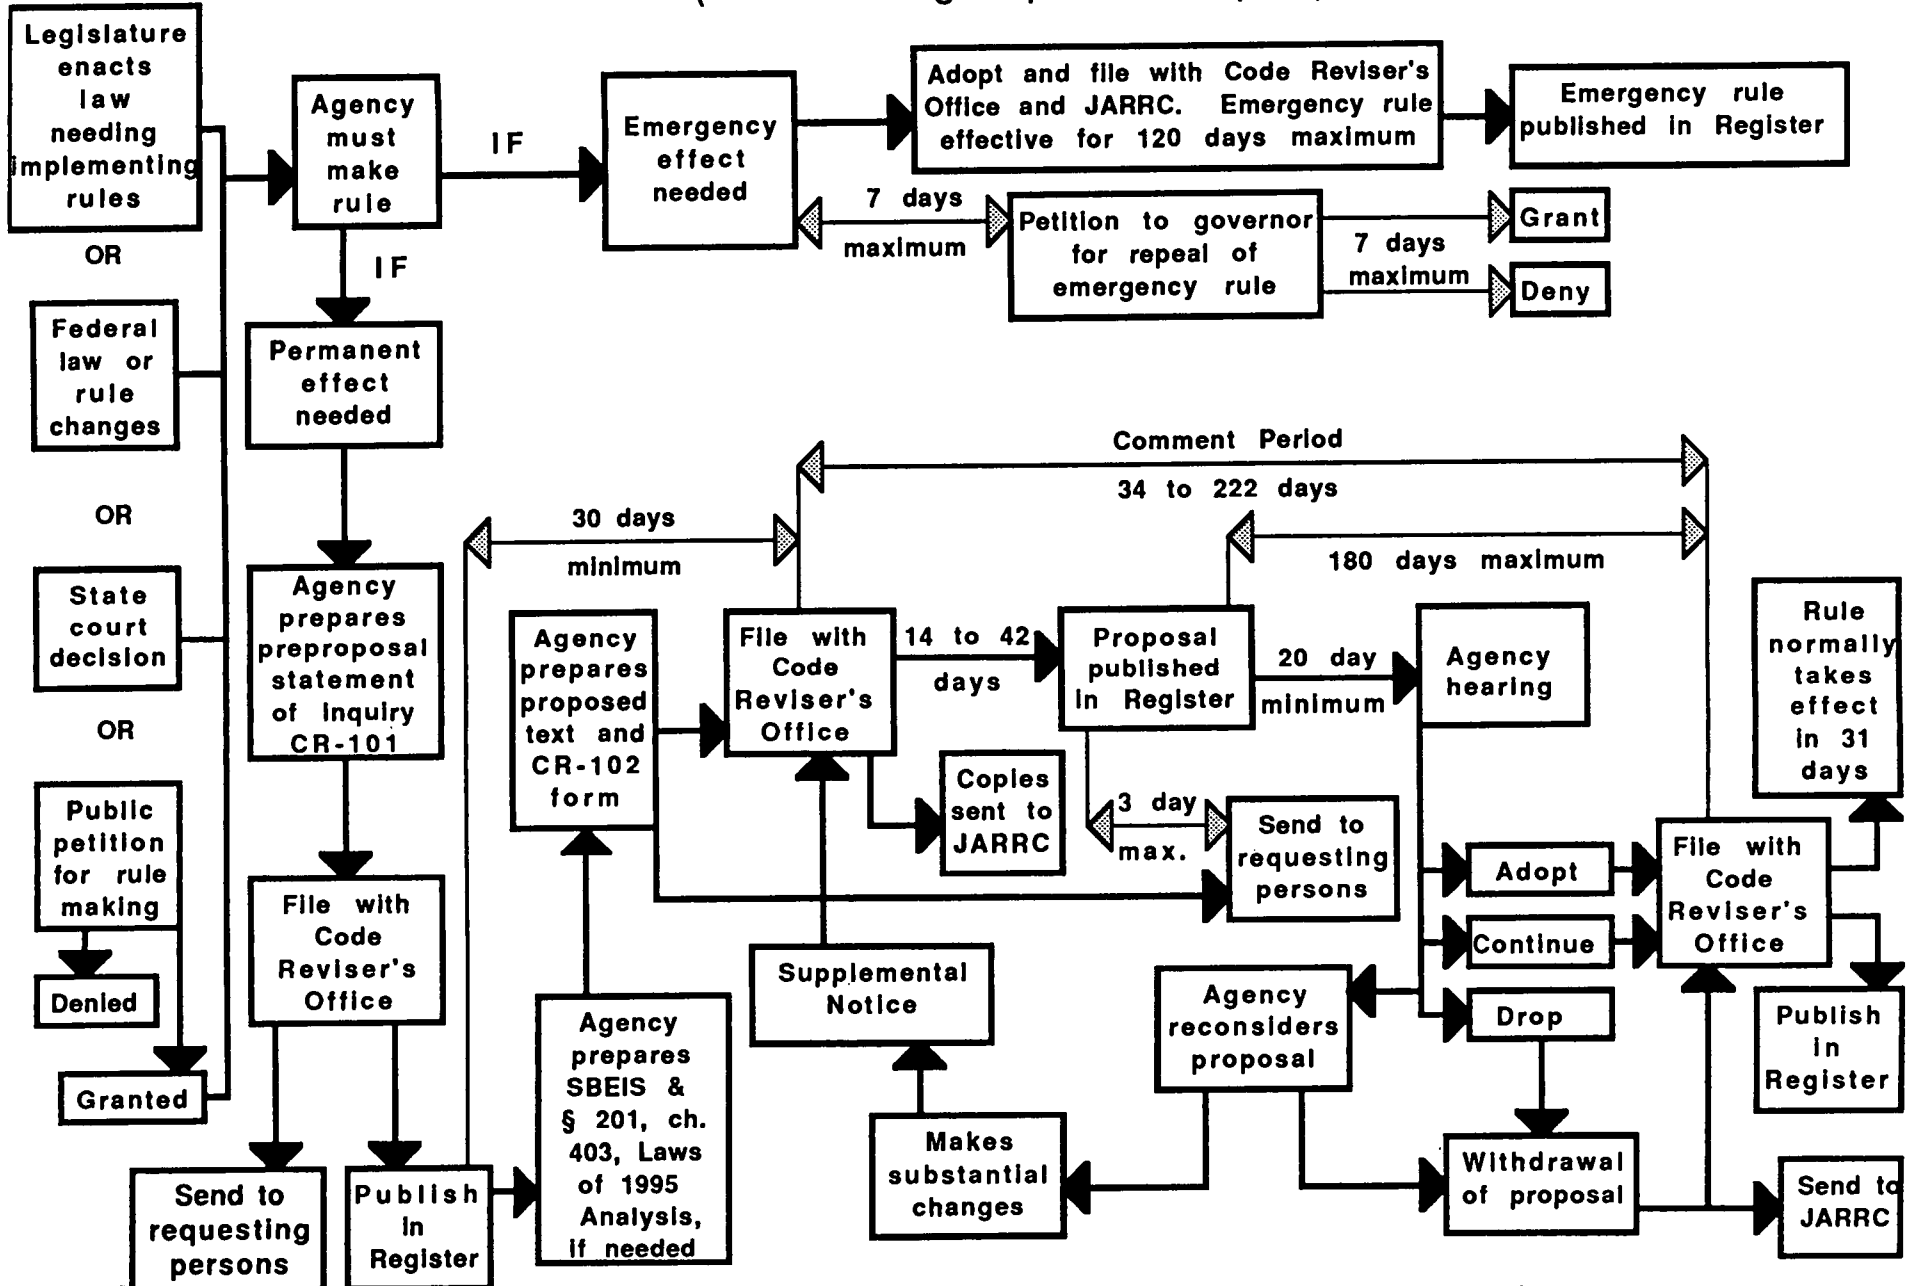 Legislature
enacts
law
needing
implementing
rules
OR
Federal
law or
rule
changes
OR
State
court
decision
OR
Public
petition
for rule
making
Denied
Granted
Agency
must
make
rule
IF
IF
Emergency
effect
needed
Adopt and file with Code Reviser's
Office and JARRC. Emergency rule
effective for 120 days maximum
Emergency rule
published in Register
7 days
maximum
Petition to governor
for repeal of
emergency rule
7 days
maximum
Grant
Deny
Permanent
effect
needed
Agency
prepares
preproposal
statement
of Inquiry
CR-101
File with
Code
Reviser's
Office
Send to
requesting
persons
Publish
in
Register
30 days
minimum
Agency
prepares
SBEIS &
§ 201, ch.
403, Laws
of 1995
Analysis,
if needed
Agency
prepares
proposed
text and
CR-102
form
File with
Code
Reviser's
Office
Comment Period
34 to 222 days
180 days maximum
14 to 42
days
Copies
sent to
JARRC
Proposal
published
in Register
3 day
max.
Send to
requesting
persons
20 day
minimum
Agency
hearing
Adopt
Continue
Drop
Agency
reconsiders
proposal
Supplemental
Notice
Makes
substantial
changes
Withdrawal
of proposal
Send to
JARRC
File with
Code
Reviser's
Office
Rule
normally
takes
effect
in 31
days
Publish
in
Register